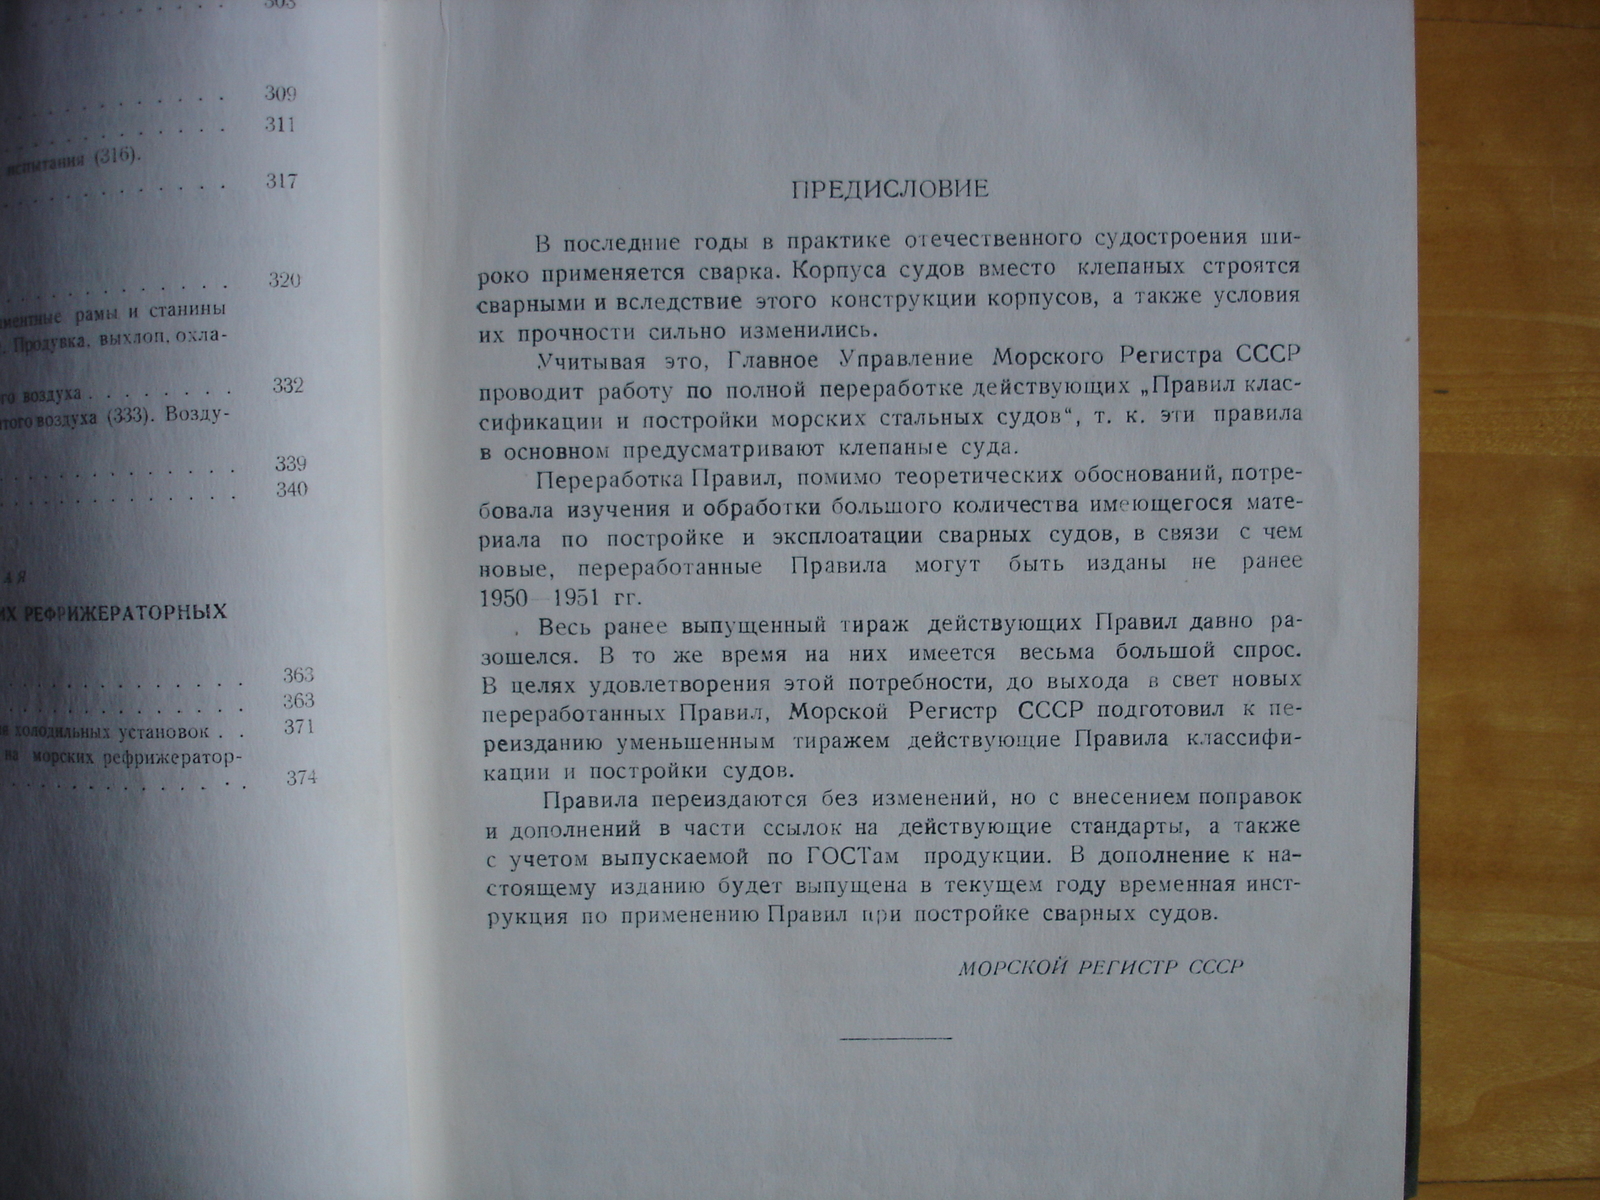 303
309
311
испытания (316).
317
320
рамы и станины
Продувка, выхлоп, охла-
воздуха 332
воздуха (333). Возду-
339
340
АЯ
ИХ РЕФРИЖЕРАТОРНЫХ
363
363
холодильных установок . . 371
на морских рефрижератор-
374
ПРЕДИСЛОВИЕ
В последние годы в практике отечественного судостроения ши-
роко применяется сварка. Корпуса судов вместо клепаных строятся
сварными и вследствие этого конструкции корпусов, а также условия
их прочности сильно изменились.
Учитывая это, Главное Управление Морского Регистра СССР
проводит работу по полной переработке действующих „Правил клас-
сификации и постройки морских стальных судов“, т. к. эти правила
в основном предусматривают клепаные суда.
Переработка Правил, помимо теоретических обоснований, потре-
бовала изучения и обработки большого количества имеющегося мате-
риала по постройке и эксплоатации сварных судов, в связи с чем
новые, переработанные Правила могут быть изданы не ранее
1950 1951 гг.
Весь ранее выпущенный тираж действующих Правил давно ра-
зошелся. В то же время на них имеется весьма большой спрос.
В целях удовлетворения этой потребности, до выхода в свет новых
переработанных Правил, Морской Регистр СССР подготовил к пе-
реизданию уменьшенным тиражем действующие Правила классифи-
кации и постройки судов.
Правила переиздаются без изменений, но с внесением поправок
и дополнений в части ссылок на действующие стандарты, а также
с учетом выпускаемой по ГОСТам продукции. В дополнение к на-
стоящему изданию будет выпущена в текущем году временная инст-
рукция по применению Правил при постройке сварных судов.
МОРСКОЙ РЕГИСТР СССР